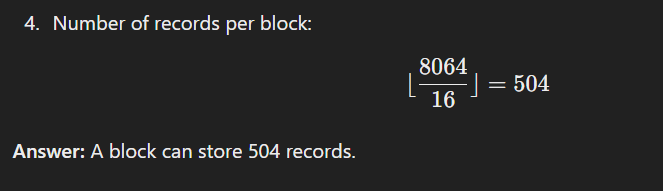 4. Number of records per block:
⌊8064/16⌋ = 504
Answer: A block can store 504 records.